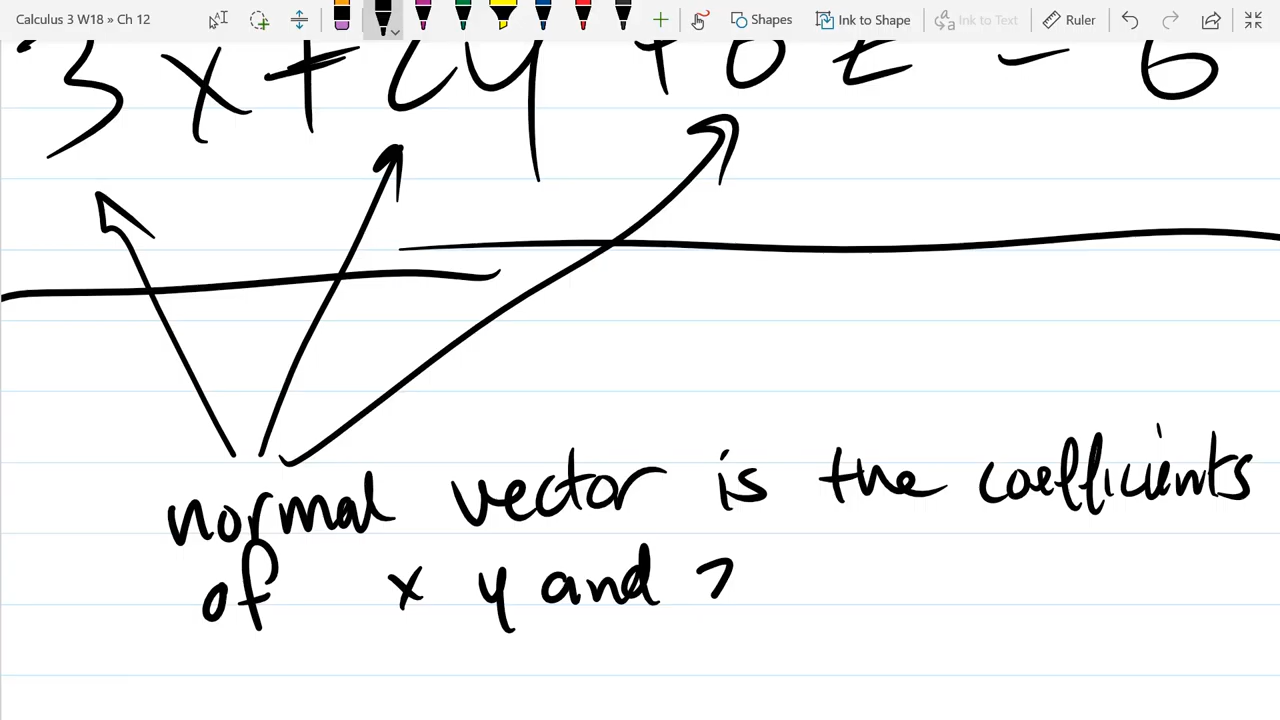 Calculus 3 W18 » Ch 12
Shapes
Ink to Shape
Ink to Text
Ruler
3x+2y +6z = 6
normal vector is the coefficients
of x y and z